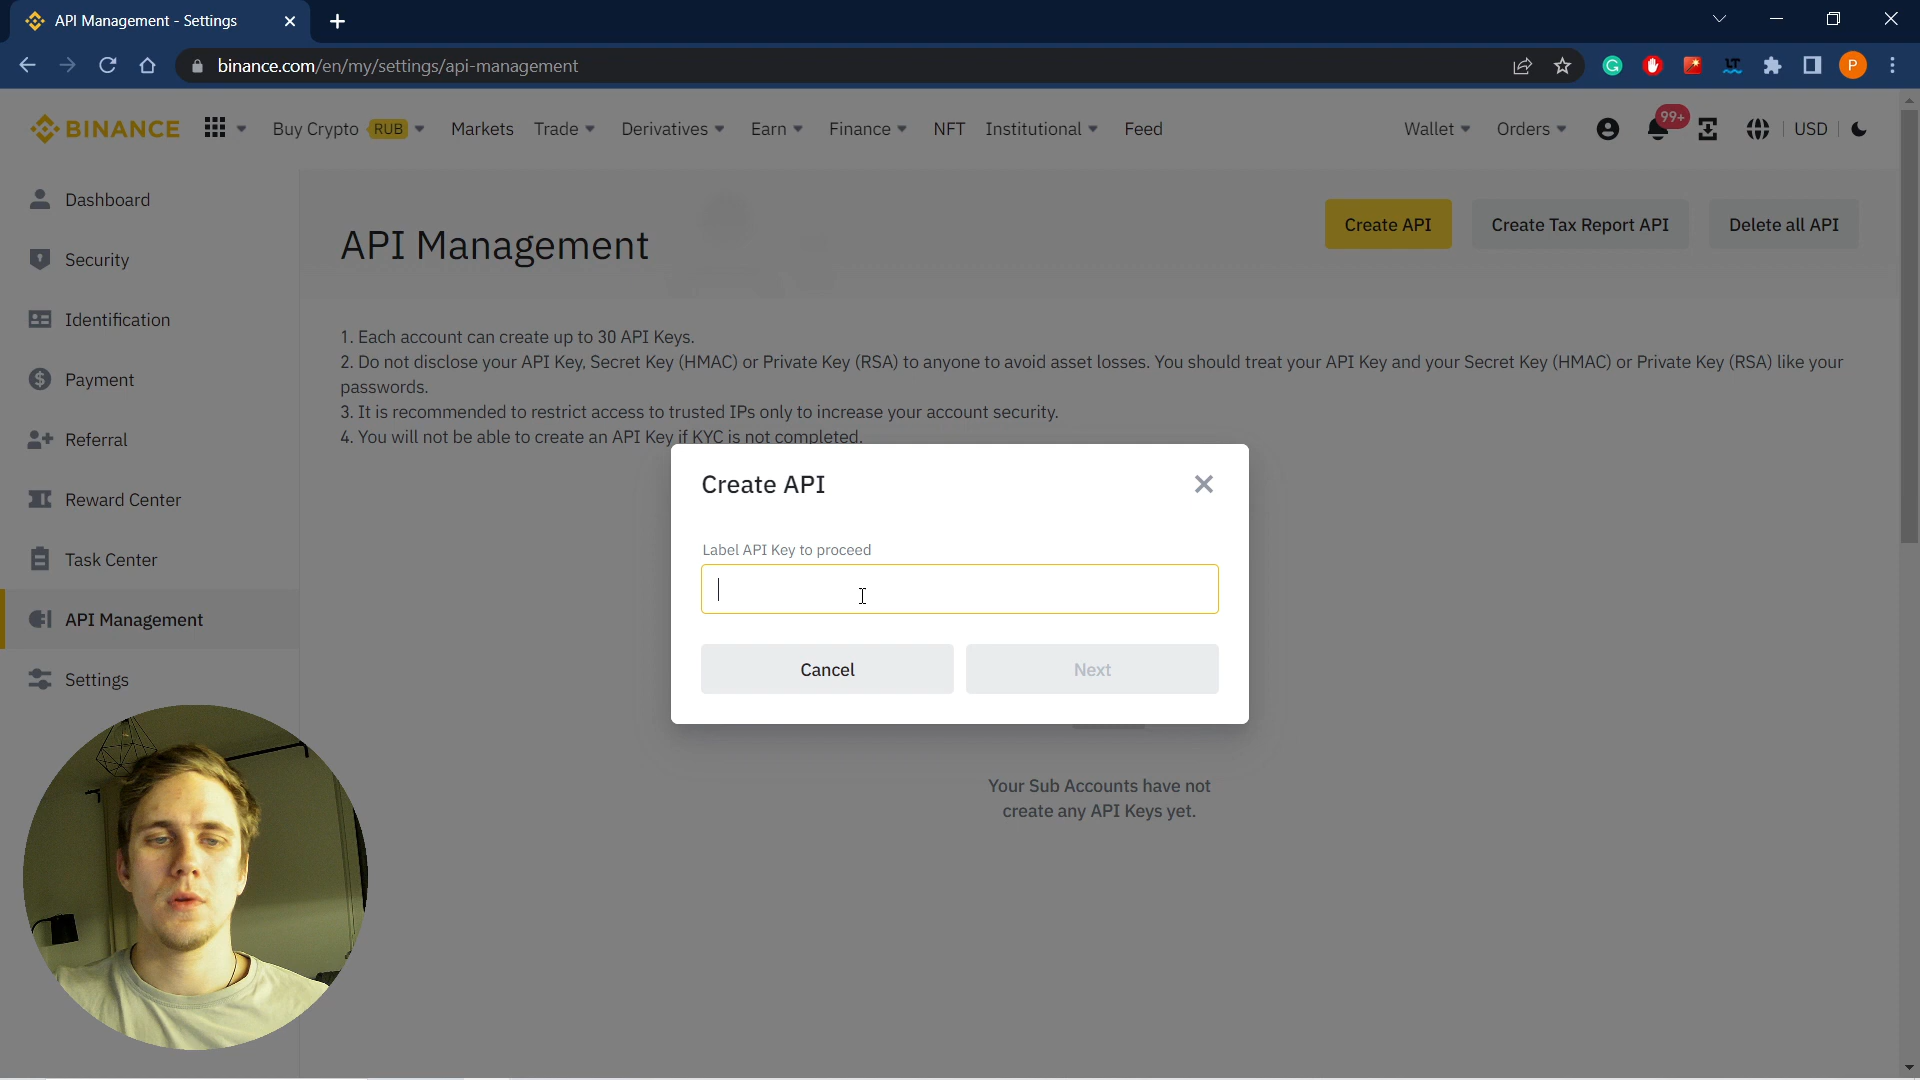 API Management - Settings
binance.com/en/my/settings/api-management
P
BINANCE
Buy Crypto RUB
Markets
Trade
Derivatives
Earn
Finance
NFT
Institutional
Feed
Wallet
Orders
99+
USD
Dashboard
Security
Identification
Payment
Referral
Reward Center
Task Center
API Management
Settings
API Management
Create API
Create Tax Report API
Delete all API
1. Each account can create up to 30 API Keys.
2. Do not disclose your API Key, Secret Key (HMAC) or Private Key (RSA) to anyone to avoid asset losses. You should treat your API Key and your Secret Key (HMAC) or Private Key (RSA) like your
passwords.
3. It is recommended to restrict access to trusted IPs only to increase your account security.
4. You will not be able to create an API Key if KYC is not completed.
Create API
Label API Key to proceed
Cancel
Next
Your Sub Accounts have not
create any API Keys yet.